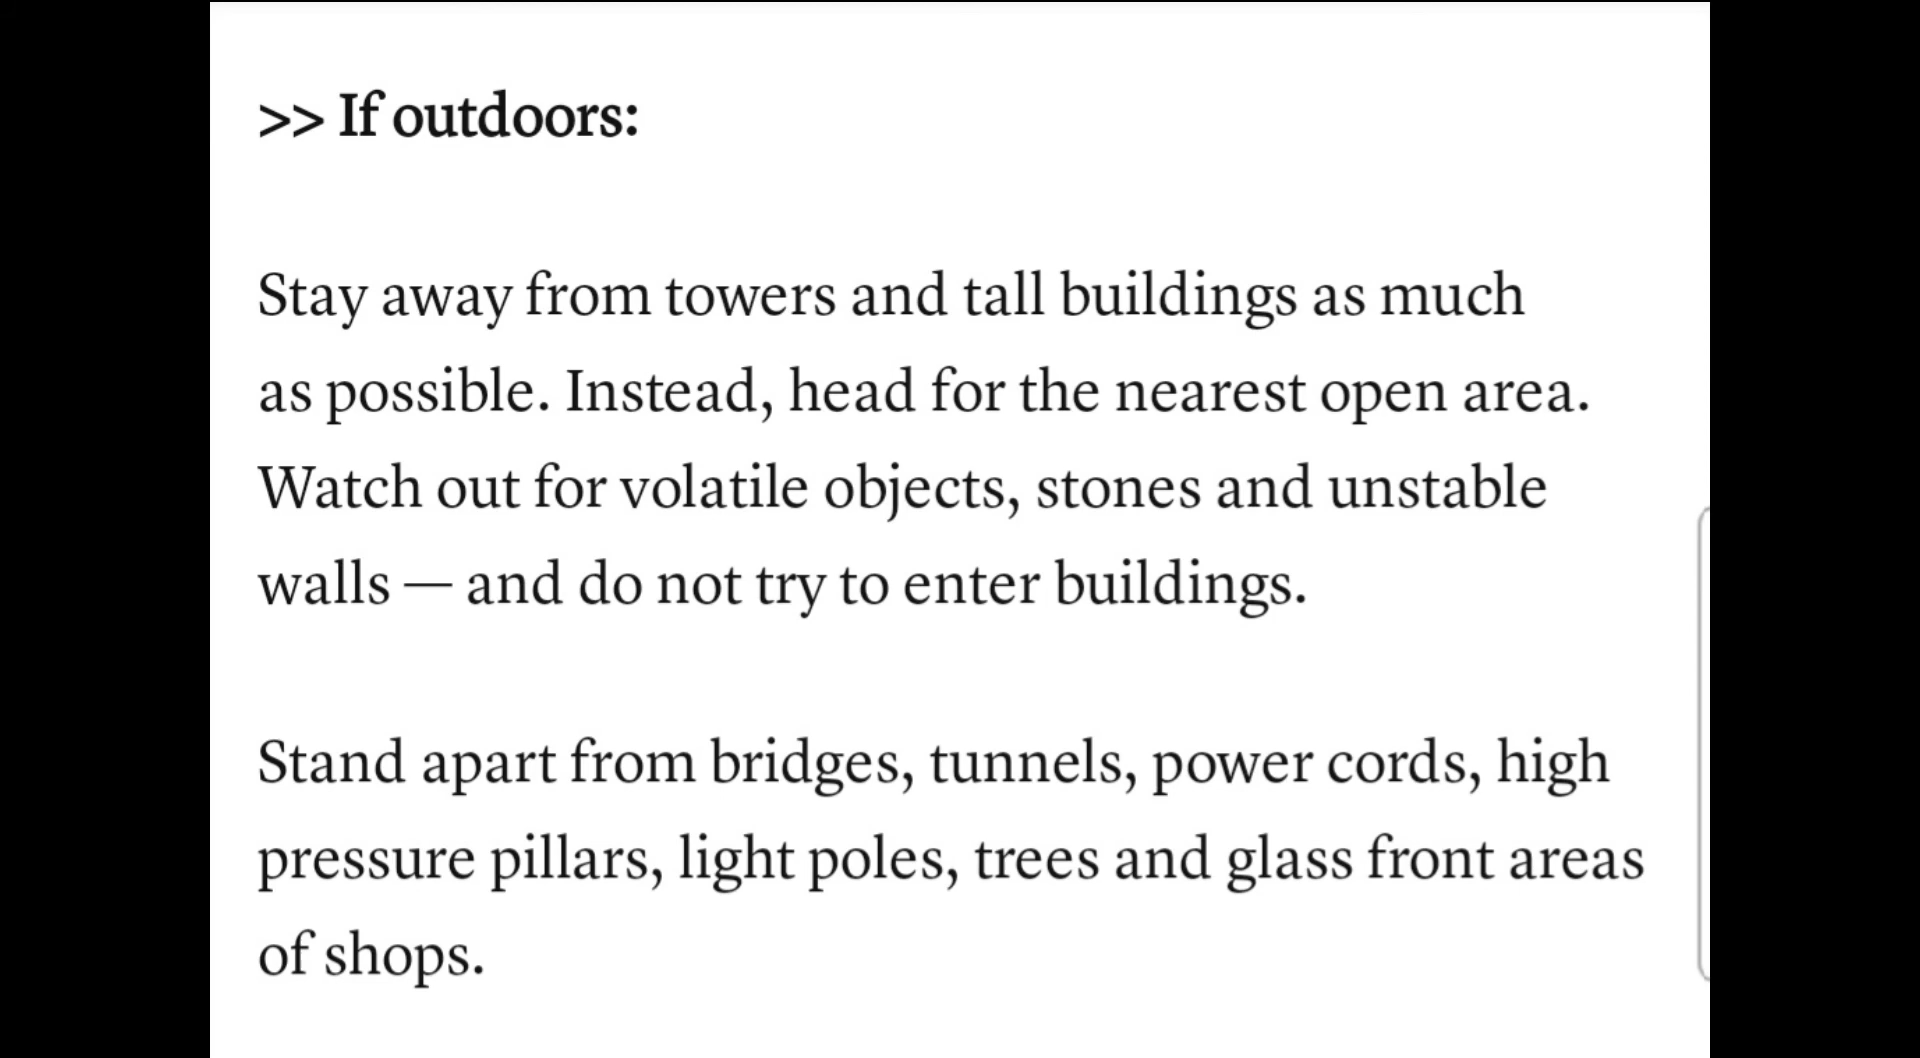 >> If outdoors:
Stay away from towers and tall buildings as much
as possible. Instead, head for the nearest open area.
Watch out for volatile objects, stones and unstable
walls — and do not try to enter buildings.
Stand apart from bridges, tunnels, power cords, high
pressure pillars, light poles, trees and glass front areas
of shops.